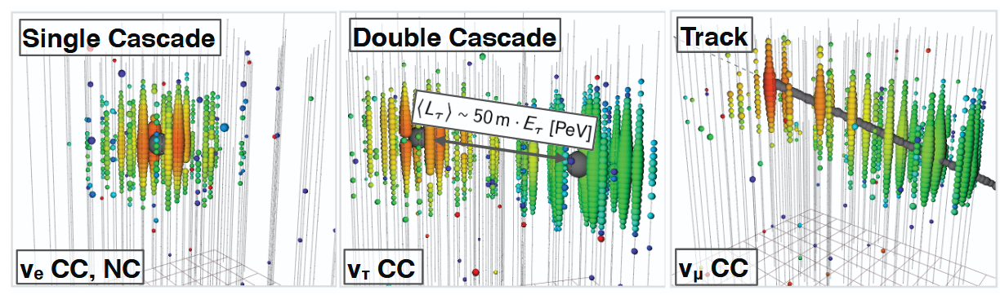 Single Cascade
Double Cascade
Track
⟨Lτ⟩ ~ 50 m · Eτ [PeV]
νe CC, NC
ντ CC
νμ CC